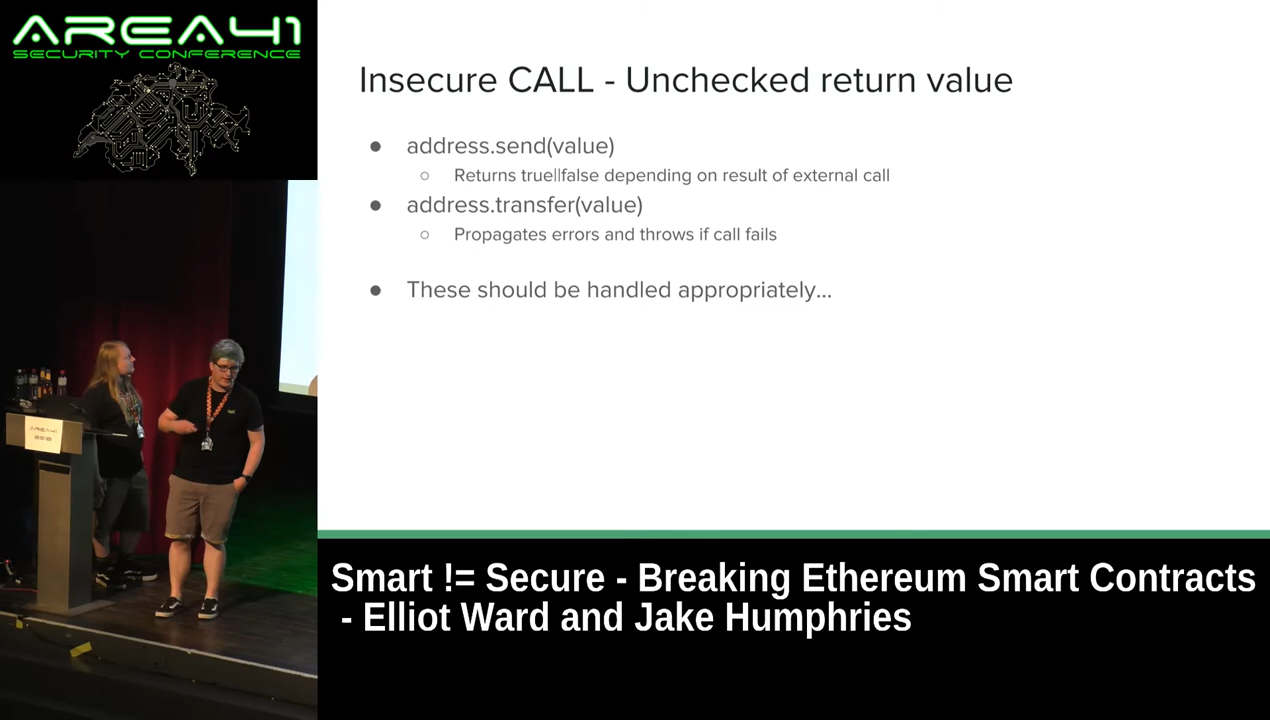 AREA41
SECURITY CONFERENCE
Insecure CALL - Unchecked return value
● address.send(value)
○ Returns true||false depending on result of external call
● address.transfer(value)
○ Propagates errors and throws if call fails
● These should be handled appropriately...
AREA41
2018
Smart != Secure - Breaking Ethereum Smart Contracts
- Elliot Ward and Jake Humphries